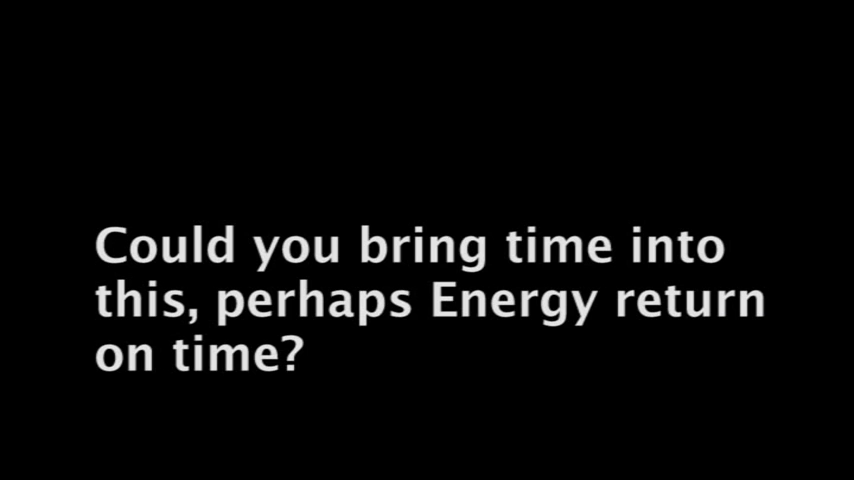 Could you bring time into
this, perhaps Energy return
on time?